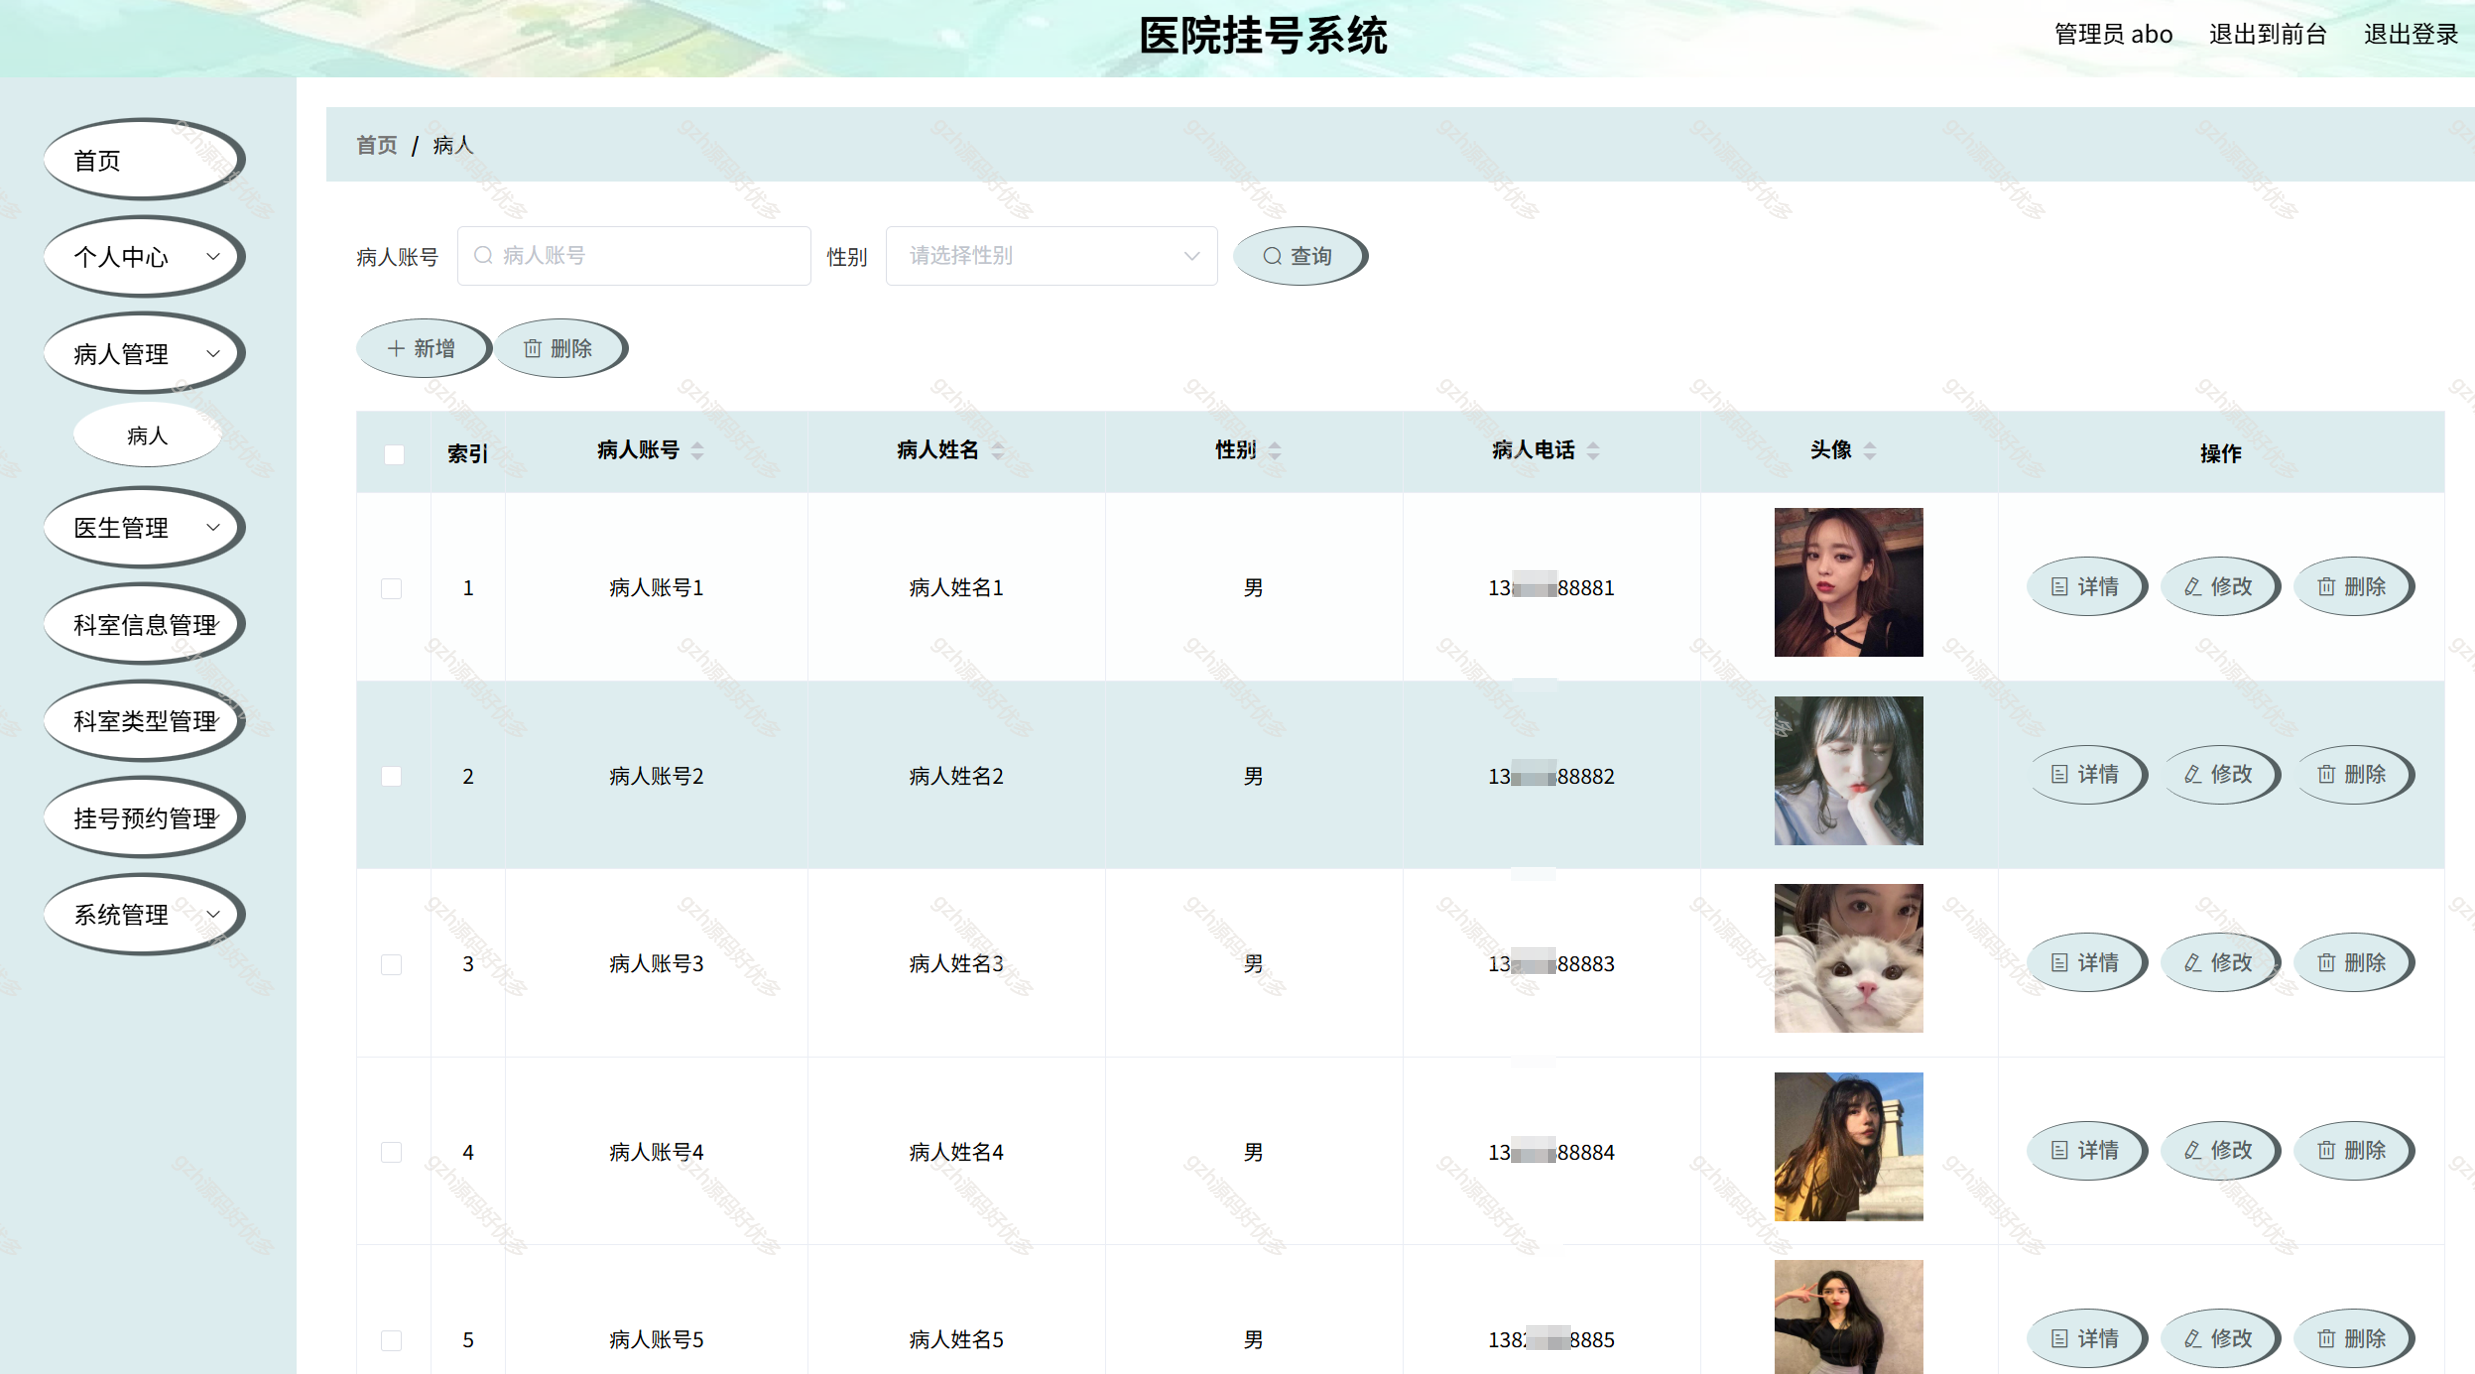 医院挂号系统
管理员 abo 退出到前台 退出登录
首页
个人中心
病人管理
病人
医生管理
科室信息管理
科室类型管理
挂号预约管理
系统管理
首页 / 病人
病人账号 病人账号 性别 请选择性别 查询
新增 删除
索引 病人账号 病人姓名 性别 病人电话 头像 操作
1 病人账号1 病人姓名1 男 13 88881 详情 修改 删除
2 病人账号2 病人姓名2 男 13 88882 详情 修改 删除
3 病人账号3 病人姓名3 男 13 88883 详情 修改 删除
4 病人账号4 病人姓名4 男 13 88884 详情 修改 删除
5 病人账号5 病人姓名5 男 138 8885 详情 修改 删除
gzh源码好优多